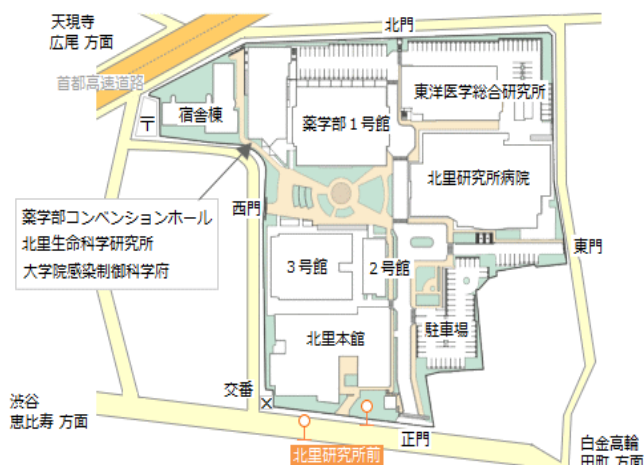 天現寺
広尾 方面
北門
首都高速道路
東洋医学総合研究所
宿舎棟
薬学部１号館
〒
北里研究所病院
薬学部コンベンションホール
北里生命科学研究所
大学院感染制御科学府
西門
東門
３号館
２号館
駐車場
北里本館
交番
渋谷
恵比寿 方面
正門
北里研究所前
白金高輪
田町 方面